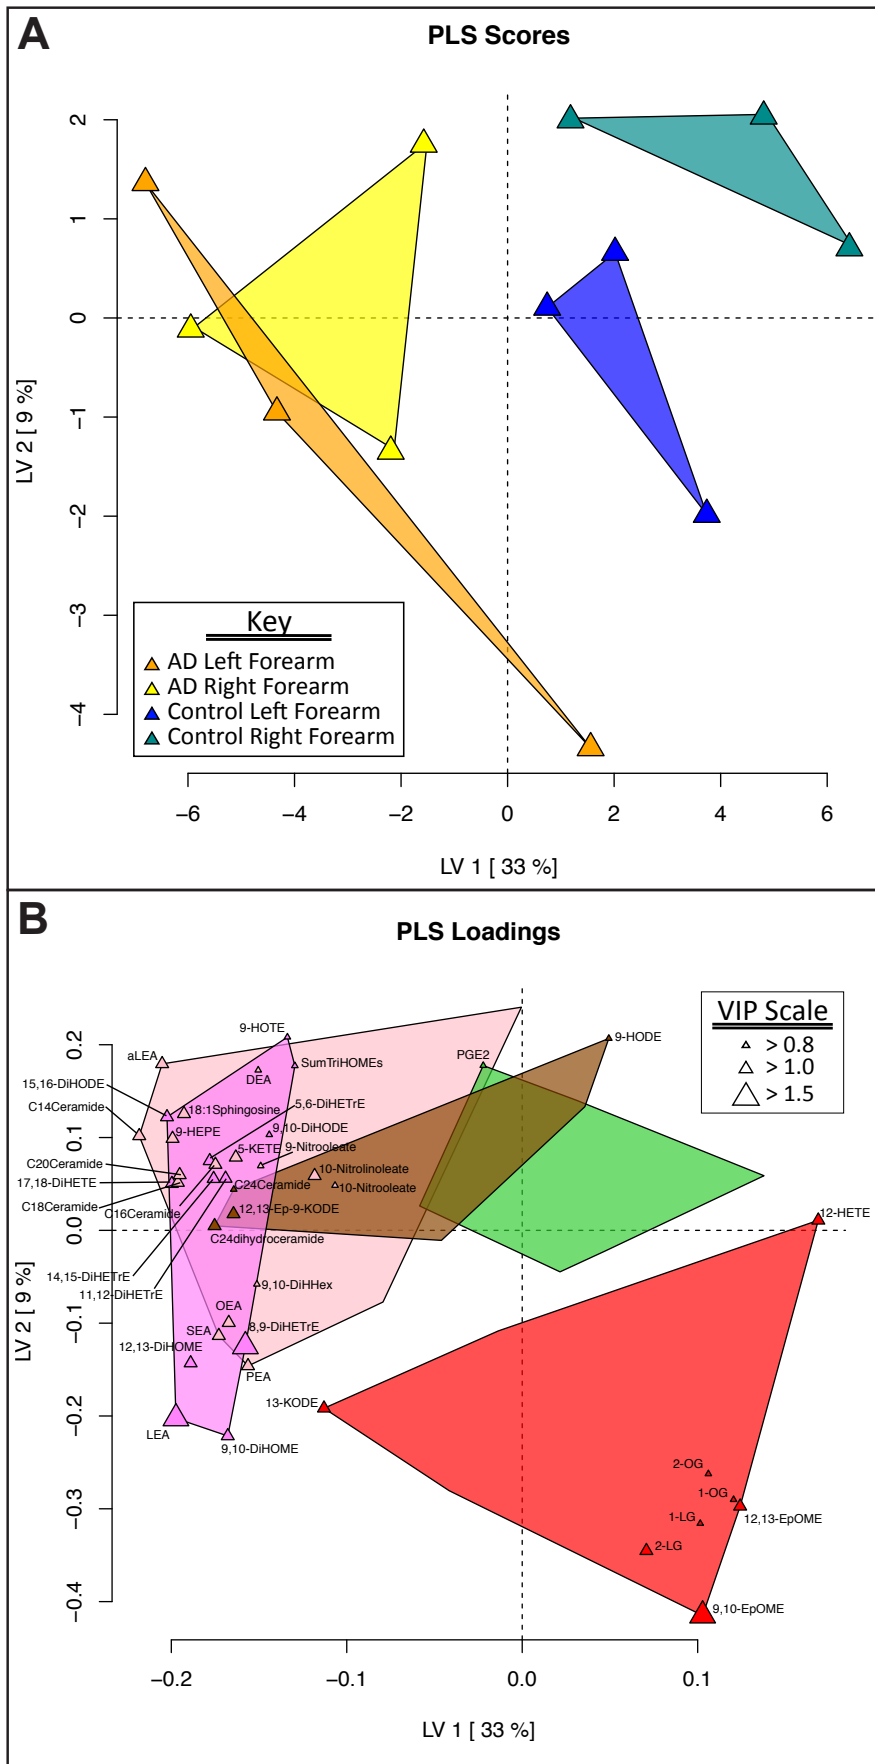 A
PLS Scores
2
1
0
−1
−2
−3
−4
LV 2 [ 9 %]
Key
AD Left Forearm
AD Right Forearm
Control Left Forearm
Control Right Forearm
−6
−4
−2
0
2
4
6
LV 1 [ 33 %]
B
PLS Loadings
VIP Scale
> 0.8
> 1.0
> 1.5
0.2
0.1
0.0
−0.1
−0.2
−0.3
−0.4
LV 2 [ 9 %]
9-HOTE
9-HODE
aLEA
SumTriHOMEs
PGE2
DEA
15,16-DiHODE
5,6-DiHETrE
C14Ceramide
18:1Sphingosine
9-HEPE
9,10-DiHODE
5-KETE
9-Nitrooleate
C20Ceramide
10-Nitrolinoleate
17,18-DiHETE
C24Ceramide
10-Nitrooleate
C18Ceramide
C16Ceramide
12,13-Ep-9-KODE
12-HETE
C24dihydroceramide
14,15-DiHETrE
11,12-DiHETrE
9,10-DiHHex
OEA
SEA
8,9-DiHETrE
12,13-DiHOME
PEA
13-KODE
LEA
9,10-DiHOME
2-OG
1-OG
1-LG
12,13-EpOME
2-LG
9,10-EpOME
−0.2
−0.1
0.0
0.1
LV 1 [ 33 %]